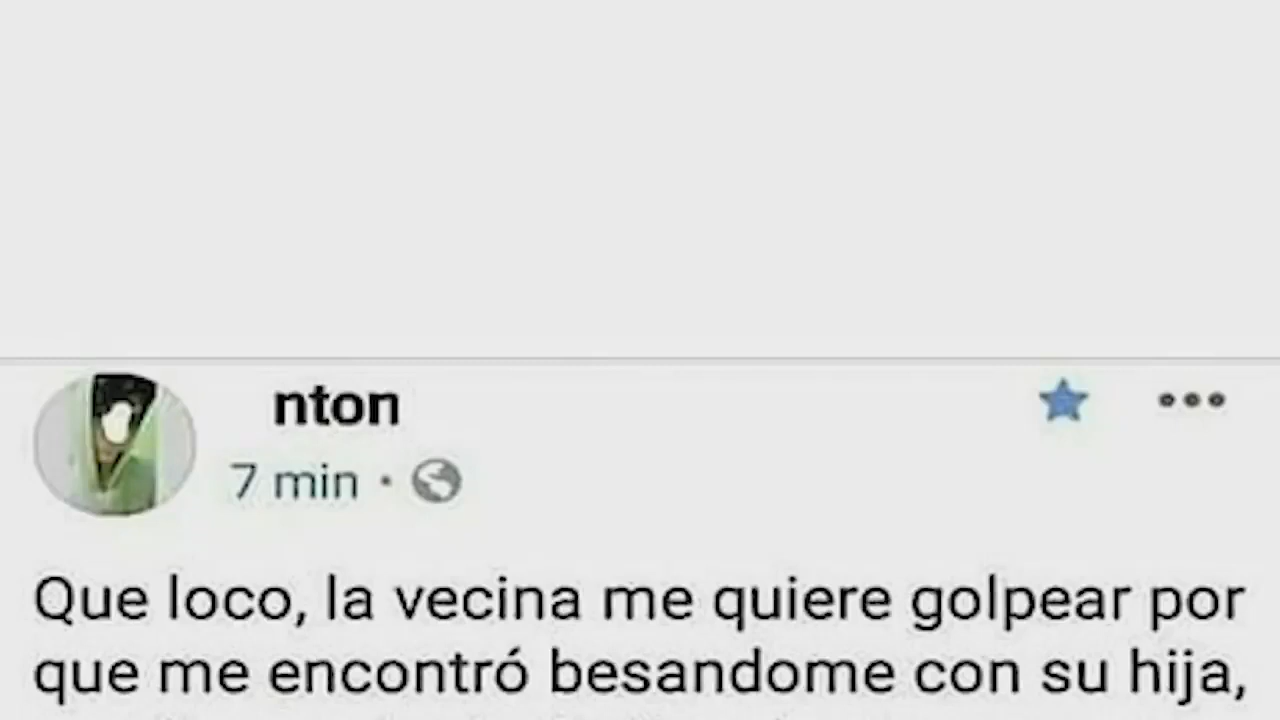 nton
7 min ·
Que loco, la vecina me quiere golpear por
que me encontró besandome con su hija,